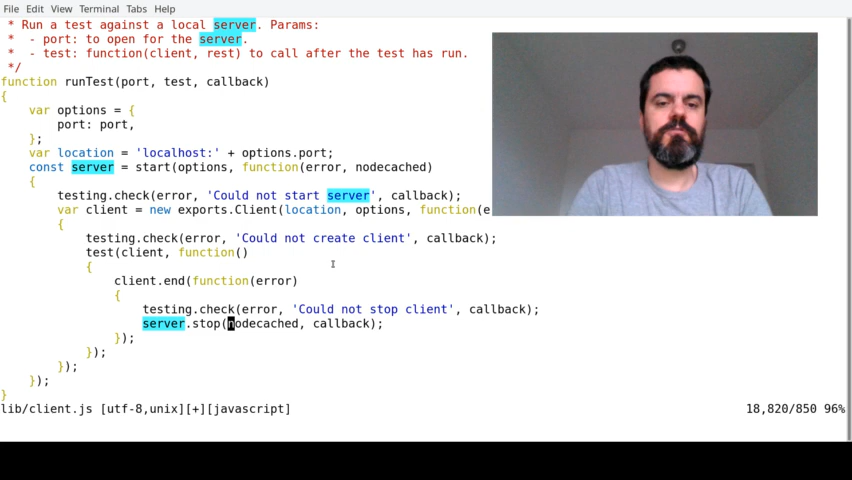 File Edit View Terminal Tabs Help
* Run a test against a local server. Params:
*  - port: to open for the server.
*  - test: function(client, rest) to call after the test has run.
*/
function runTest(port, test, callback)
{
    var options = {
        port: port,
    };
    var location = 'localhost:' + options.port;
    const server = start(options, function(error, nodecached)
    {
        testing.check(error, 'Could not start server', callback);
        var client = new exports.Client(location, options, function(e
        {
            testing.check(error, 'Could not create client', callback);
            test(client, function()
            {
                client.end(function(error)
                {
                    testing.check(error, 'Could not stop client', callback);
                    server.stop(nodecached, callback);
                });
            });
        });
    });
}
lib/client.js [utf-8,unix][+][javascript] 18,820/850 96%